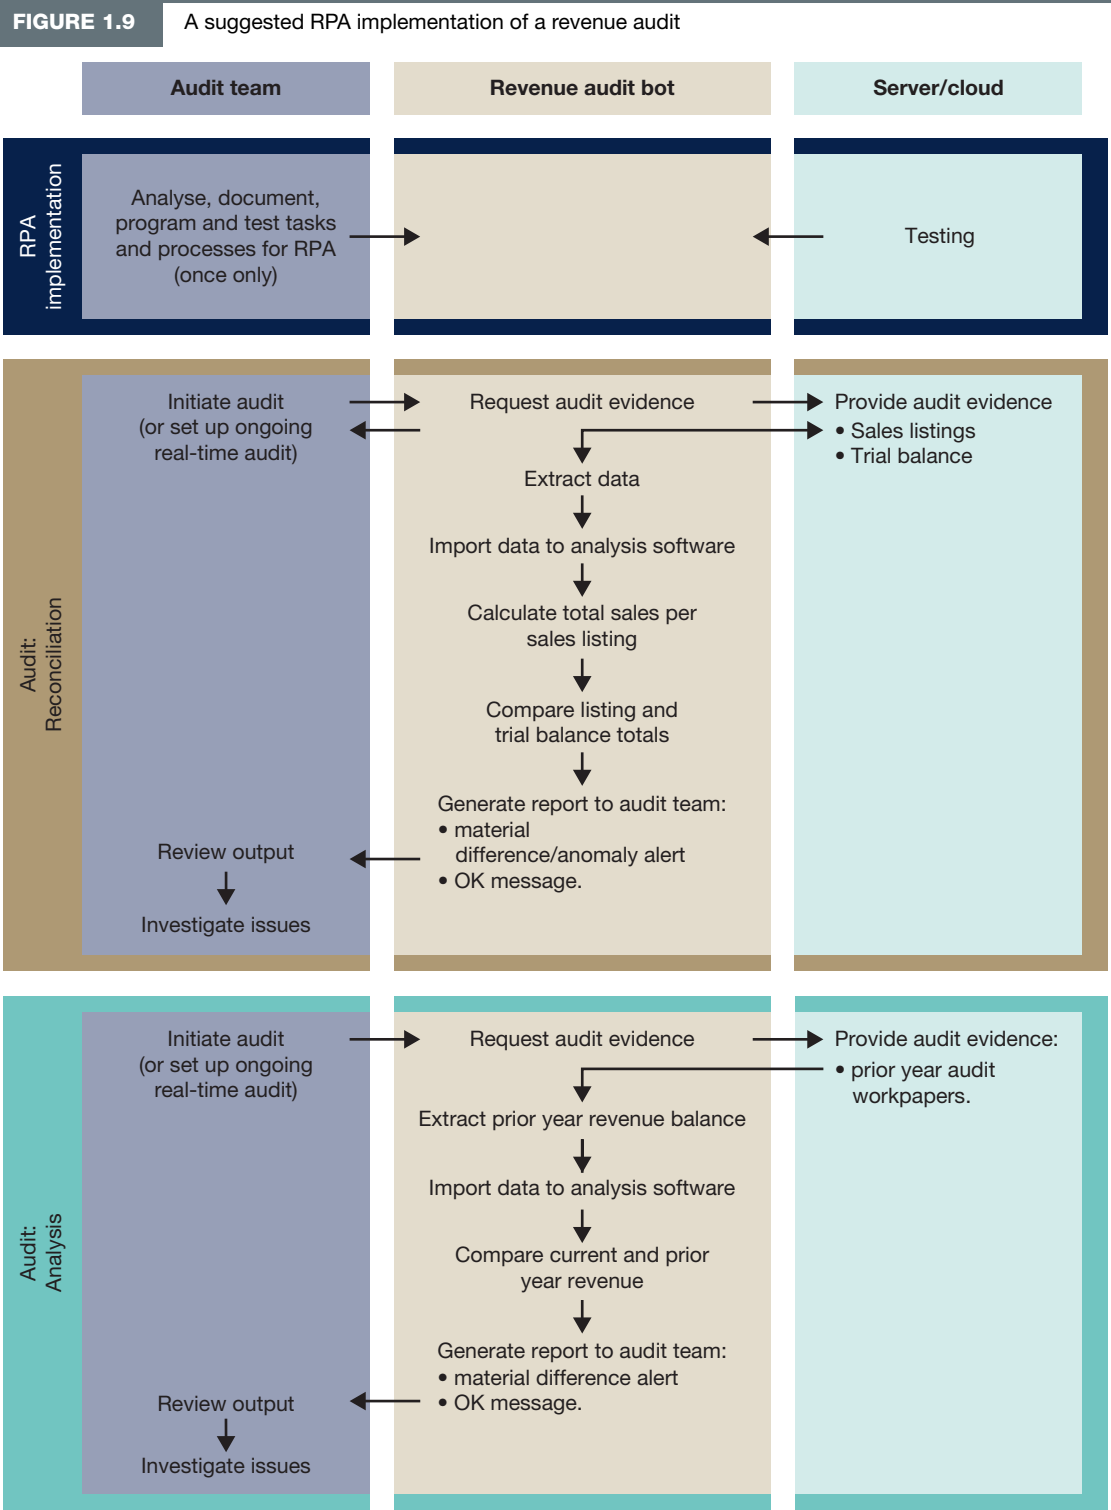 FIGURE 1.9
A suggested RPA implementation of a revenue audit
Audit team
Revenue audit bot
Server/cloud
RPA
implementation
Analyse, document,
program and test tasks
and processes for RPA
(once only)
Testing
Audit:
Reconciliation
Initiate audit
(or set up ongoing
real-time audit)
Request audit evidence
Provide audit evidence
• Sales listings
• Trial balance
Extract data
Import data to analysis software
Calculate total sales per
sales listing
Compare listing and
trial balance totals
Generate report to audit team:
• material
difference/anomaly alert
• OK message.
Review output
Investigate issues
Audit:
Analysis
Initiate audit
(or set up ongoing
real-time audit)
Request audit evidence
Provide audit evidence:
• prior year audit
workpapers.
Extract prior year revenue balance
Import data to analysis software
Compare current and prior
year revenue
Generate report to audit team:
• material difference alert
• OK message.
Review output
Investigate issues